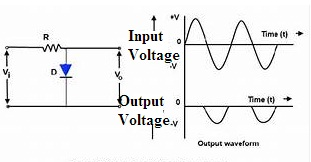 R
D
Vi
Vo
Input
Voltage
+V
0
-V
Time (t)
Output
Voltage
0
-V
Time (t)
Output waveform